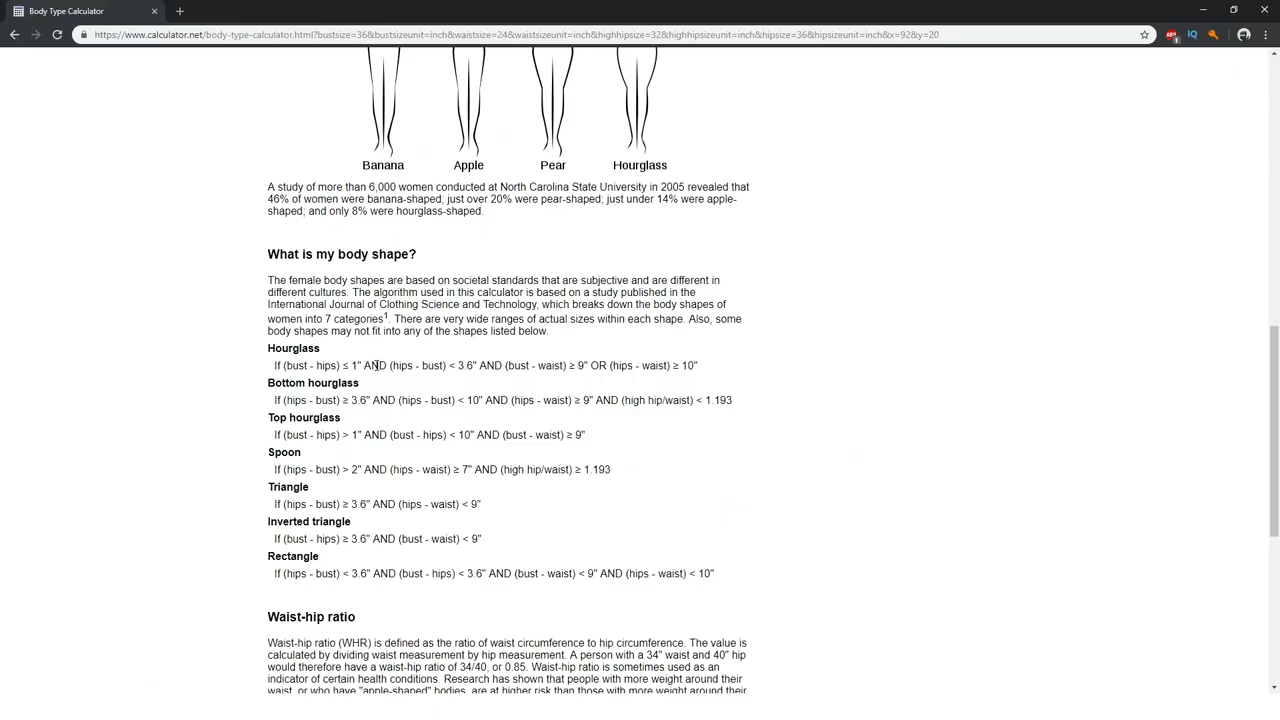 Body Type Calculator
https://www.calculator.net/body-type-calculator.html?bustsize=36&bustsizeunit=inch&waistsize=24&waistsizeunit=inch&highhipsize=32&highhipsizeunit=inch&hipsize=36&hipsizeunit=inch&x=92&y=20
Banana Apple Pear Hourglass
A study of more than 6,000 women conducted at North Carolina State University in 2005 revealed that
46% of women were banana-shaped; just over 20% were pear-shaped; just under 14% were apple-
shaped; and only 8% were hourglass-shaped.
What is my body shape?
The female body shapes are based on societal standards that are subjective and are different in
different cultures. The algorithm used in this calculator is based on a study published in the
International Journal of Clothing Science and Technology, which breaks down the body shapes of
women into 7 categories1. There are very wide ranges of actual sizes within each shape. Also, some
body shapes may not fit into any of the shapes listed below.
Hourglass
If (bust - hips) ≤ 1" AND (hips - bust) < 3.6" AND (bust - waist) ≥ 9" OR (hips - waist) ≥ 10"
Bottom hourglass
If (hips - bust) ≥ 3.6" AND (hips - bust) < 10" AND (hips - waist) ≥ 9" AND (high hip/waist) < 1.193
Top hourglass
If (bust - hips) > 1" AND (bust - hips) < 10" AND (bust - waist) ≥ 9"
Spoon
If (hips - bust) > 2" AND (hips - waist) ≥ 7" AND (high hip/waist) ≥ 1.193
Triangle
If (hips - bust) ≥ 3.6" AND (hips - waist) < 9"
Inverted triangle
If (bust - hips) ≥ 3.6" AND (bust - waist) < 9"
Rectangle
If (hips - bust) < 3.6" AND (bust - hips) < 3.6" AND (bust - waist) < 9" AND (hips - waist) < 10"
Waist-hip ratio
Waist-hip ratio (WHR) is defined as the ratio of waist circumference to hip circumference. The value is
calculated by dividing waist measurement by hip measurement. A person with a 34" waist and 40" hip
would therefore have a waist-hip ratio of 34/40, or 0.85. Waist-hip ratio is sometimes used as an
indicator of certain health conditions. Research has shown that people with more weight around their
waist, or who have "apple-shaped" bodies, are at higher risk than those with more weight around their